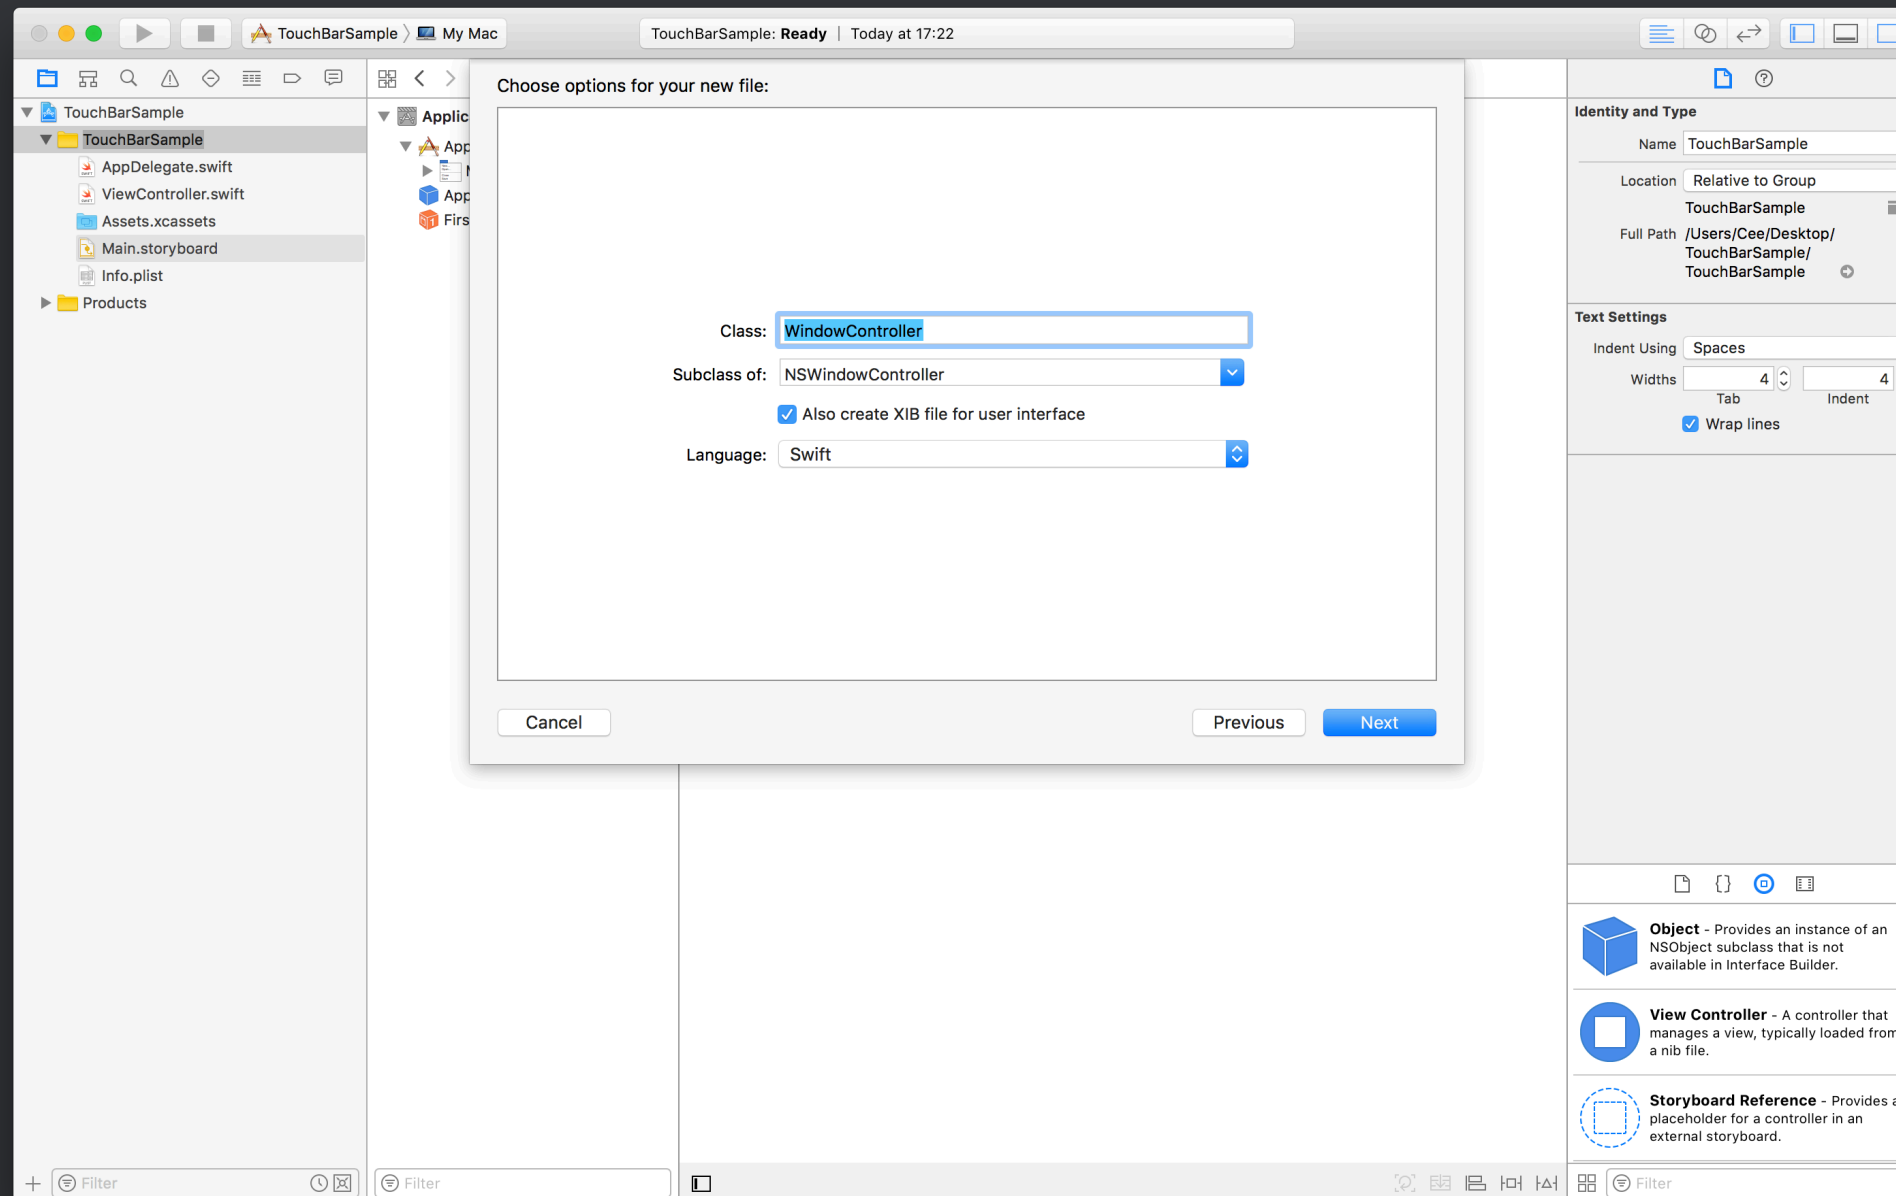 TouchBarSample My Mac
TouchBarSample: Ready | Today at 17:22
TouchBarSample
TouchBarSample
AppDelegate.swift
ViewController.swift
Assets.xcassets
Main.storyboard
Info.plist
Products
Applic
App
App
Firs
Choose options for your new file:
Class: WindowController
Subclass of: NSWindowController
Also create XIB file for user interface
Language: Swift
Cancel
Previous
Next
Identity and Type
Name TouchBarSample
Location Relative to Group
TouchBarSample
Full Path /Users/Cee/Desktop/
TouchBarSample/
TouchBarSample
Text Settings
Indent Using Spaces
Widths 4 4
Tab Indent
Wrap lines
{}
Object - Provides an instance of an
NSObject subclass that is not
available in Interface Builder.
View Controller - A controller that
manages a view, typically loaded from
a nib file.
Storyboard Reference - Provides a
placeholder for a controller in an
external storyboard.
Filter
Filter
Filter